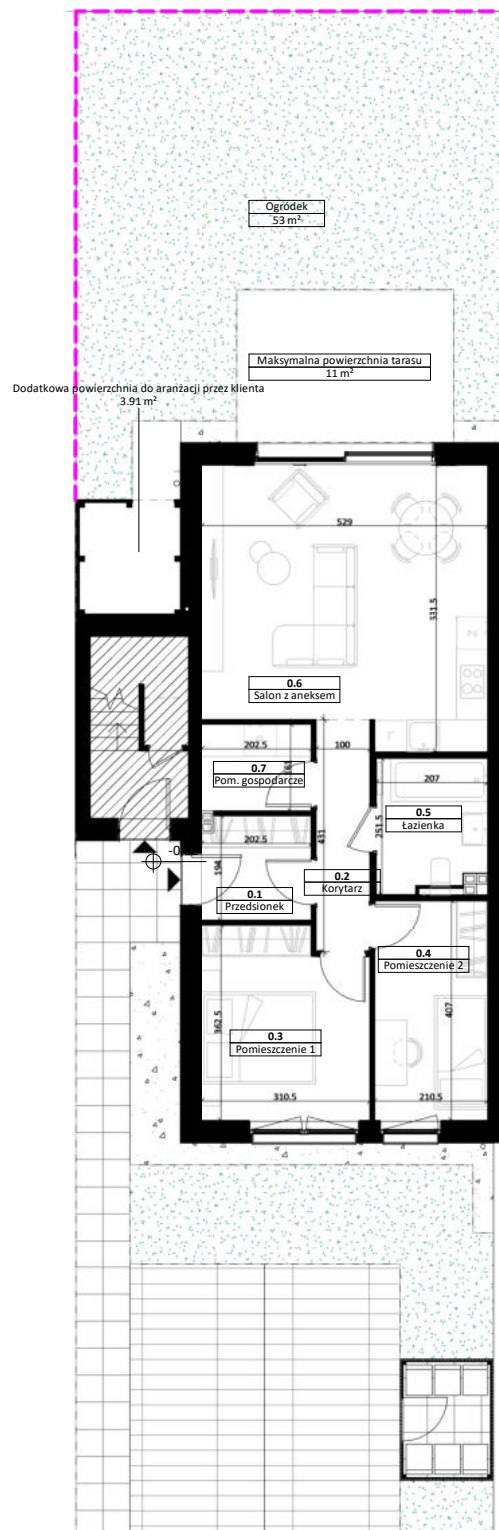 Ogródek
53 m²
Maksymalna powierzchnia tarasu
11 m²
Dodatkowa powierzchnia do aranżacji przez klienta
3.91 m²
529
531.5
0.6
Salon z aneksem
202.5
100
161
0.7
Pom. gospodarcze
207
0.5
Łazienka
251.5
431
202.5
194
0.2
Korytarz
0.1
Przedsionek
0.4
Pomieszczenie 2
362.5
407
0.3
Pomieszczenie 1
310.5
210.5